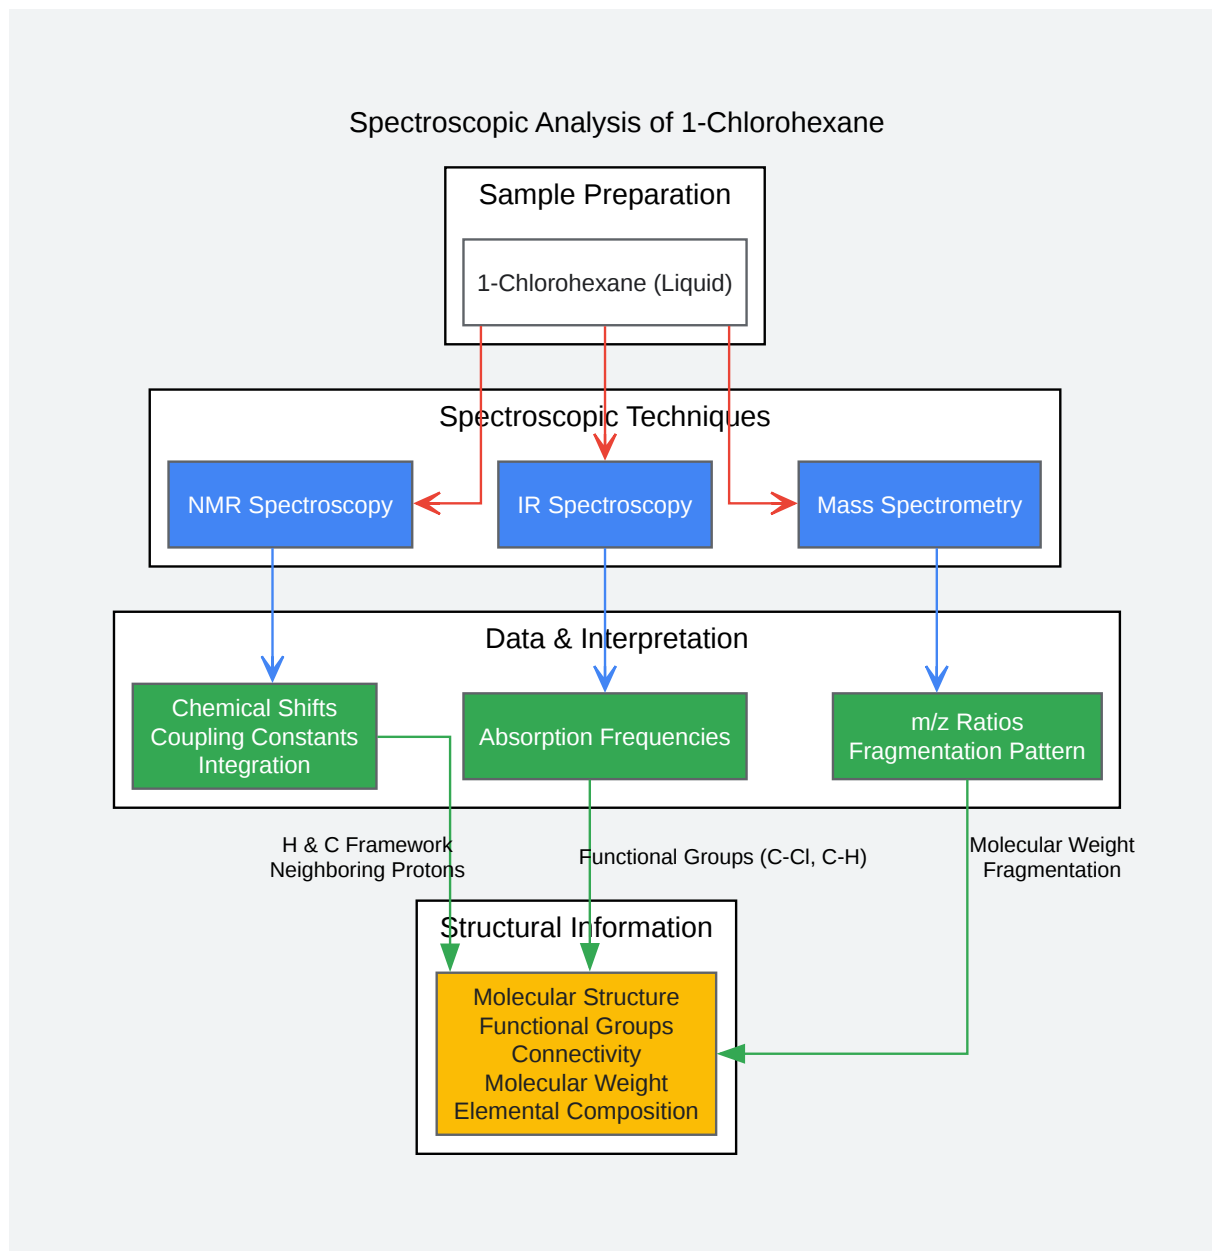 Spectroscopic Analysis of 1-Chlorohexane
Sample Preparation
1-Chlorohexane (Liquid)
Spectroscopic Techniques
NMR Spectroscopy
IR Spectroscopy
Mass Spectrometry
Data & Interpretation
Chemical Shifts
Coupling Constants
Integration
Absorption Frequencies
m/z Ratios
Fragmentation Pattern
H & C Framework
Neighboring Protons
Functional Groups (C-Cl, C-H)
Molecular Weight
Fragmentation
Structural Information
Molecular Structure
Functional Groups
Connectivity
Molecular Weight
Elemental Composition